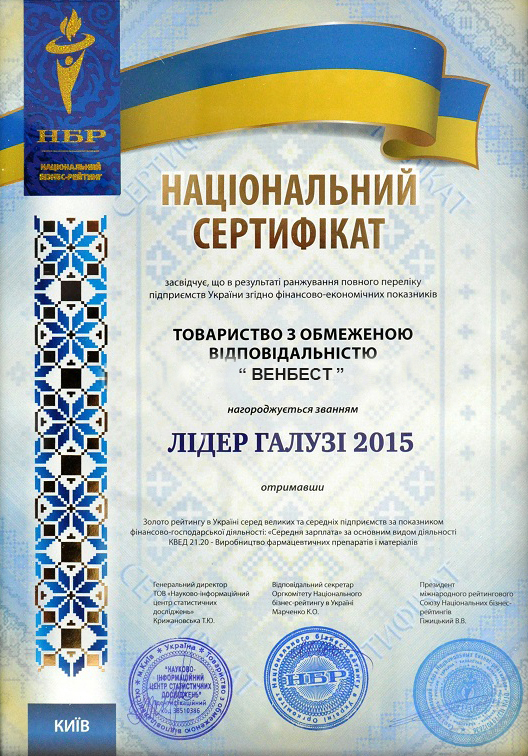 НБР
НАЦІОНАЛЬНИЙ
БІЗНЕС-РЕЙТИНГ
НАЦІОНАЛЬНИЙ
СЕРТИФІКАТ
засвідчує, що в результаті ранжування повного переліку
підприємств України згідно фінансово-економічних показників
ТОВАРИСТВО З ОБМЕЖЕНОЮ
ВІДПОВІДАЛЬНІСТЮ
“ ВЕНБЕСТ ”
нагороджується званням
ЛІДЕР ГАЛУЗІ 2015
отримавши
Золото рейтингу в Україні серед великих та середніх підприємств за показником
фінансово-господарської діяльності: «Середня зарплата» за основним видом діяльності
КВЕД 21.20 - Виробництво фармацевтичних препаратів і матеріалів
Генеральний директор
ТОВ «Науково-інформаційний
центр статистичних
досліджень»
Крижановська Т.Ю.
Відповідальний секретар
Оргкомітету Національного
бізнес-рейтингу в Україні
Марченко К.О.
Президент
міжнародного рейтингового
Союзу Національних бізнес-
рейтингів
Гіжицький В.В.
"НАУКОВО-
ІНФОРМАЦІЙНИЙ
ЦЕНТР СТАТИСТИЧНИХ
ДОСЛІДЖЕНЬ"
НБР
КИЇВ